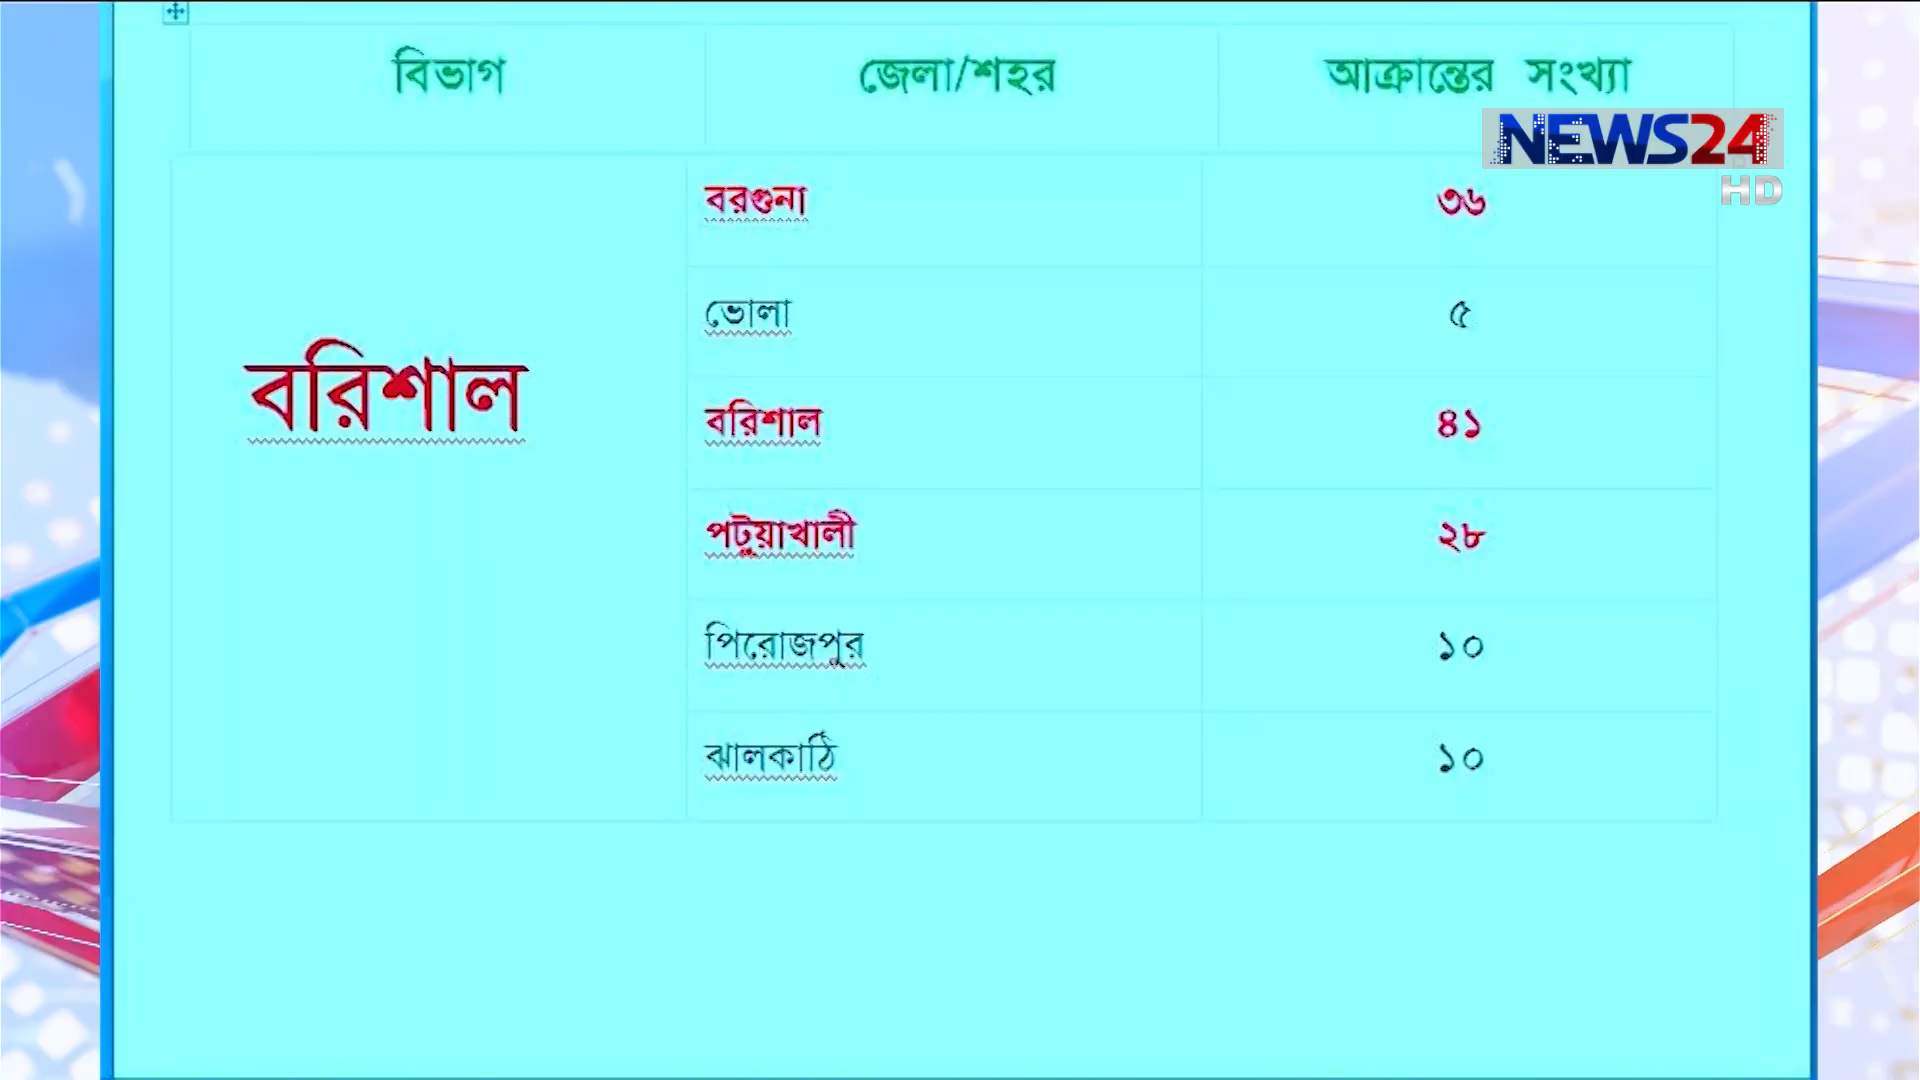 বিভাগ জেলা/শহর আক্রান্তের সংখ্যা
NEWS24
HD
বরগুনা ৩৬
ভোলা ৫
বরিশাল
বরিশাল ৪১
পটুয়াখালী ২৮
পিরোজপুর ১০
ঝালকাঠি ১০